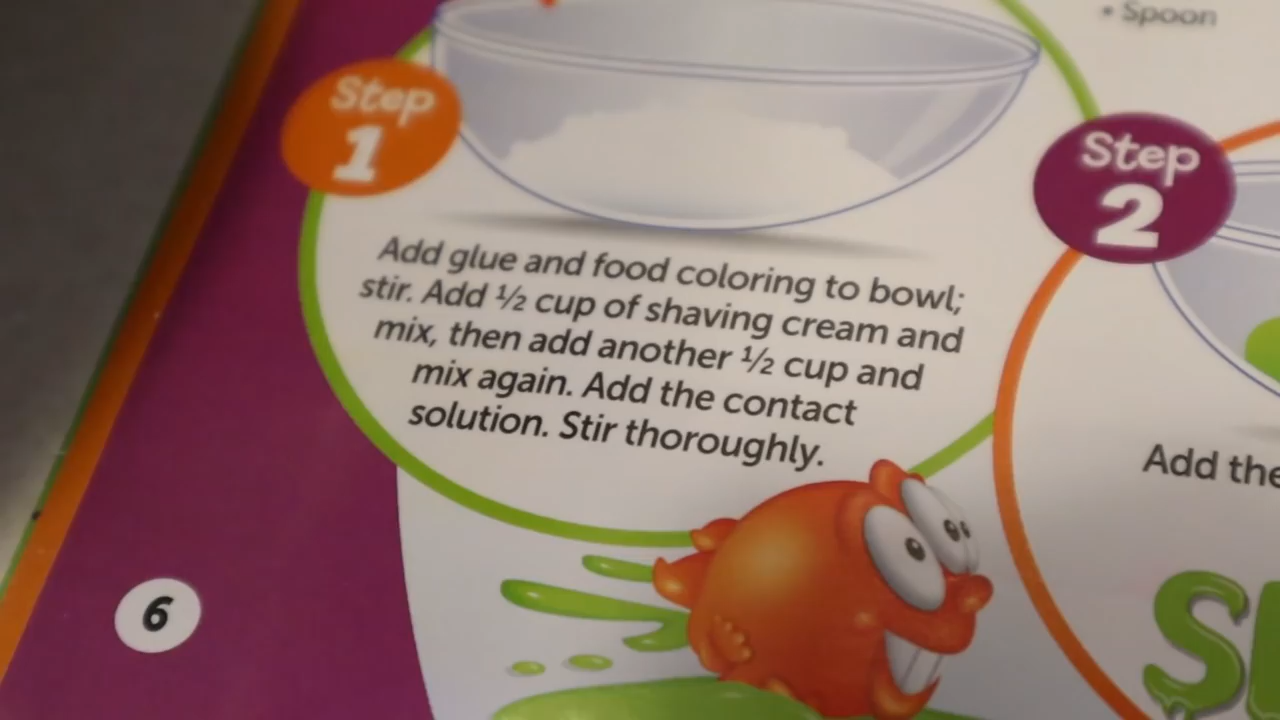 • Spoon
Step
1
Step
2
Add glue and food coloring to bowl;
stir. Add ½ cup of shaving cream and
mix, then add another ½ cup and
mix again. Add the contact
solution. Stir thoroughly.
Add the
6